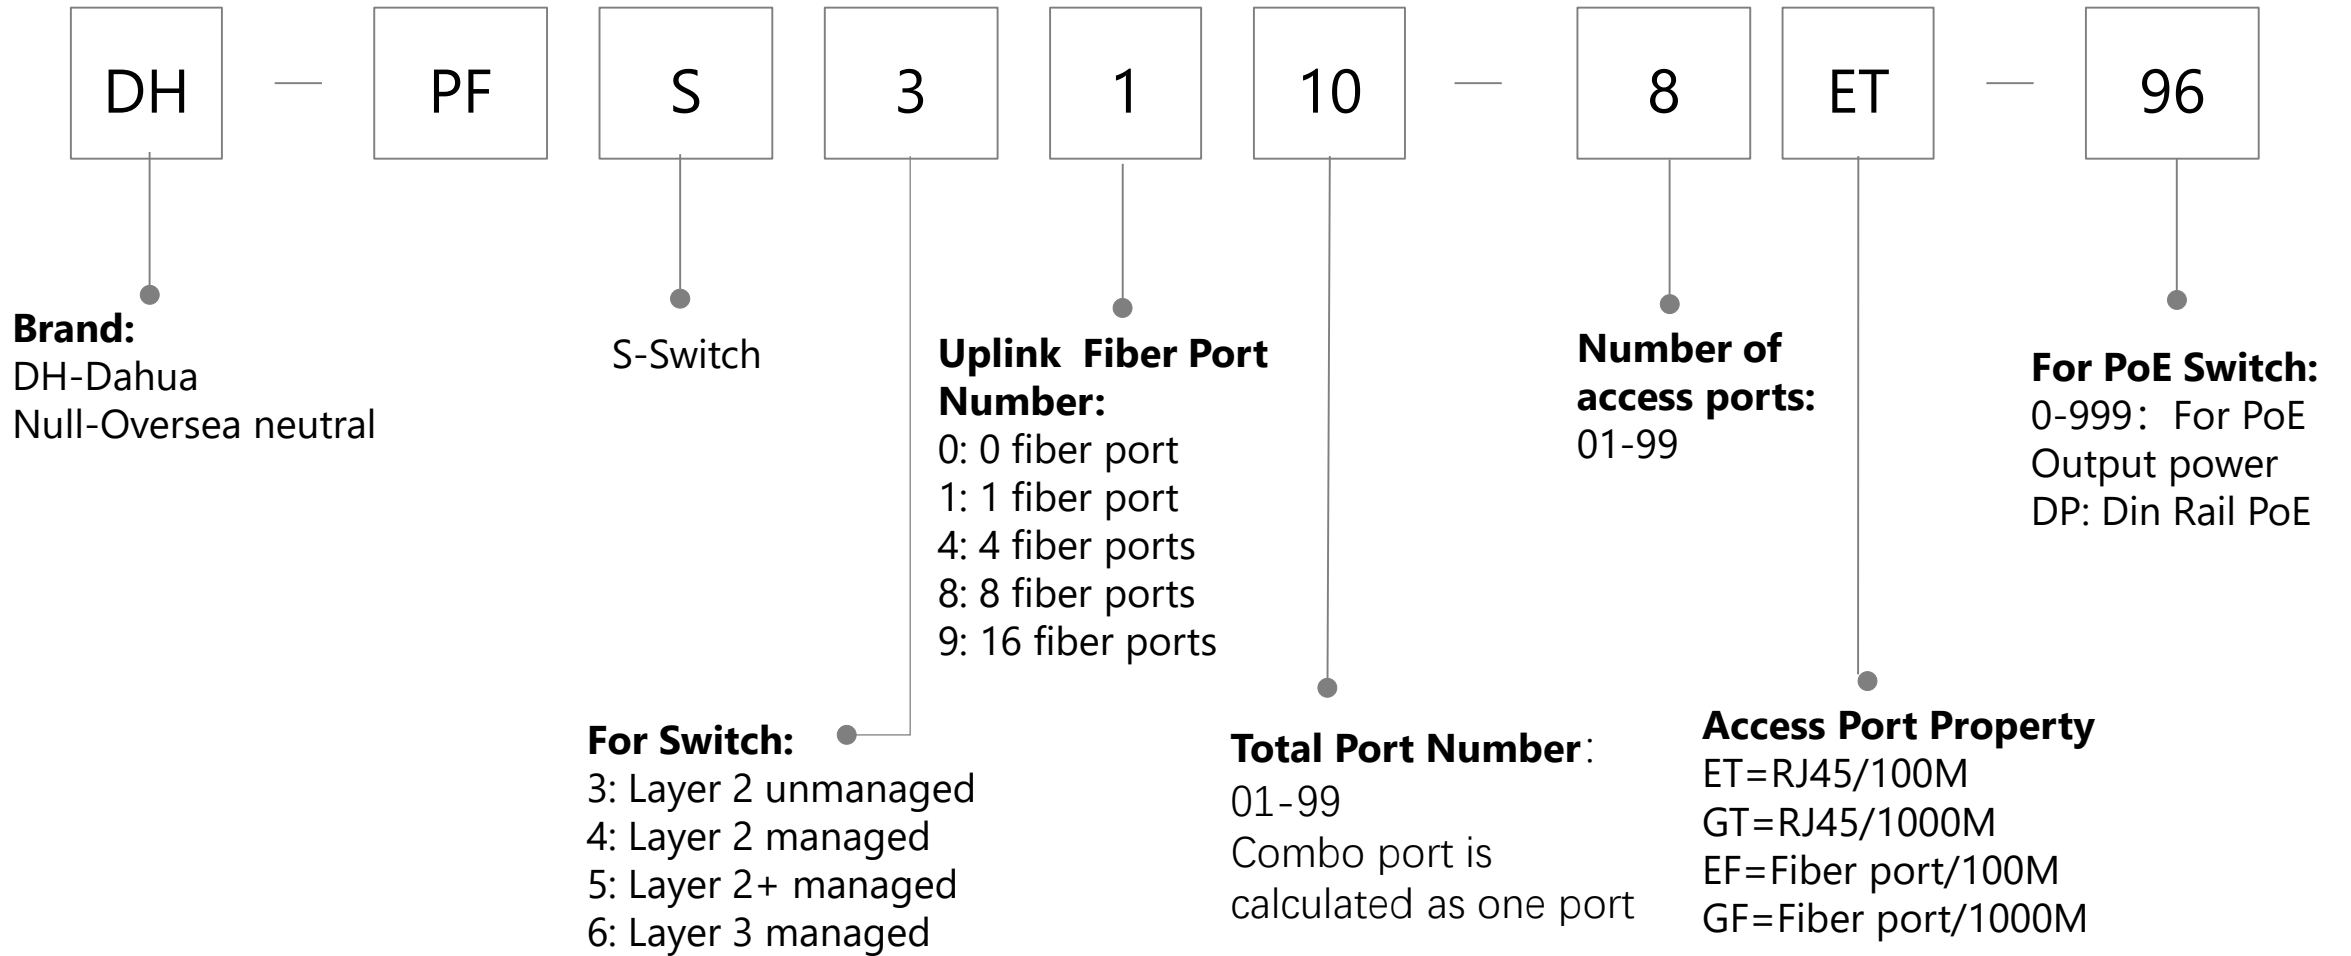 DH — PF S 3 1 10 — 8 ET — 96
Brand:
DH-Dahua
Null-Oversea neutral
S-Switch
For Switch:
3: Layer 2 unmanaged
4: Layer 2 managed
5: Layer 2+ managed
6: Layer 3 managed
Uplink Fiber Port
Number:
0: 0 fiber port
1: 1 fiber port
4: 4 fiber ports
8: 8 fiber ports
9: 16 fiber ports
Total Port Number：
01-99
Combo port is
calculated as one port
Number of
access ports:
01-99
Access Port Property
ET=RJ45/100M
GT=RJ45/1000M
EF=Fiber port/100M
GF=Fiber port/1000M
For PoE Switch:
0-999：For PoE
Output power
DP: Din Rail PoE